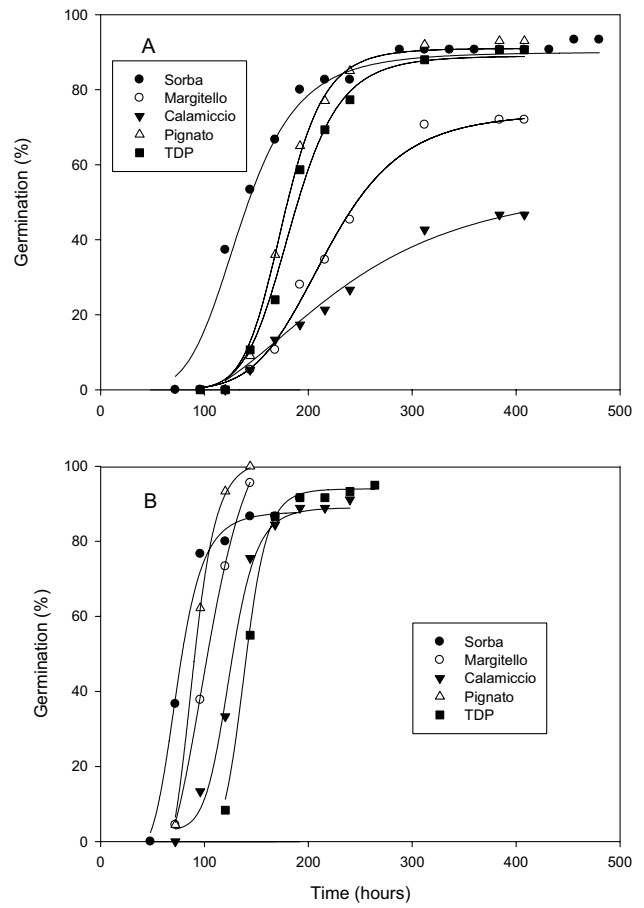 100
A
80
60
40
20
0
Germination (%)
Sorba
Margitello
Calamiccio
Pignato
TDP
0 100 200 300 400 500
100
B
80
60
40
20
0
Germination (%)
Sorba
Margitello
Calamiccio
Pignato
TDP
0 100 200 300 400 500
Time (hours)